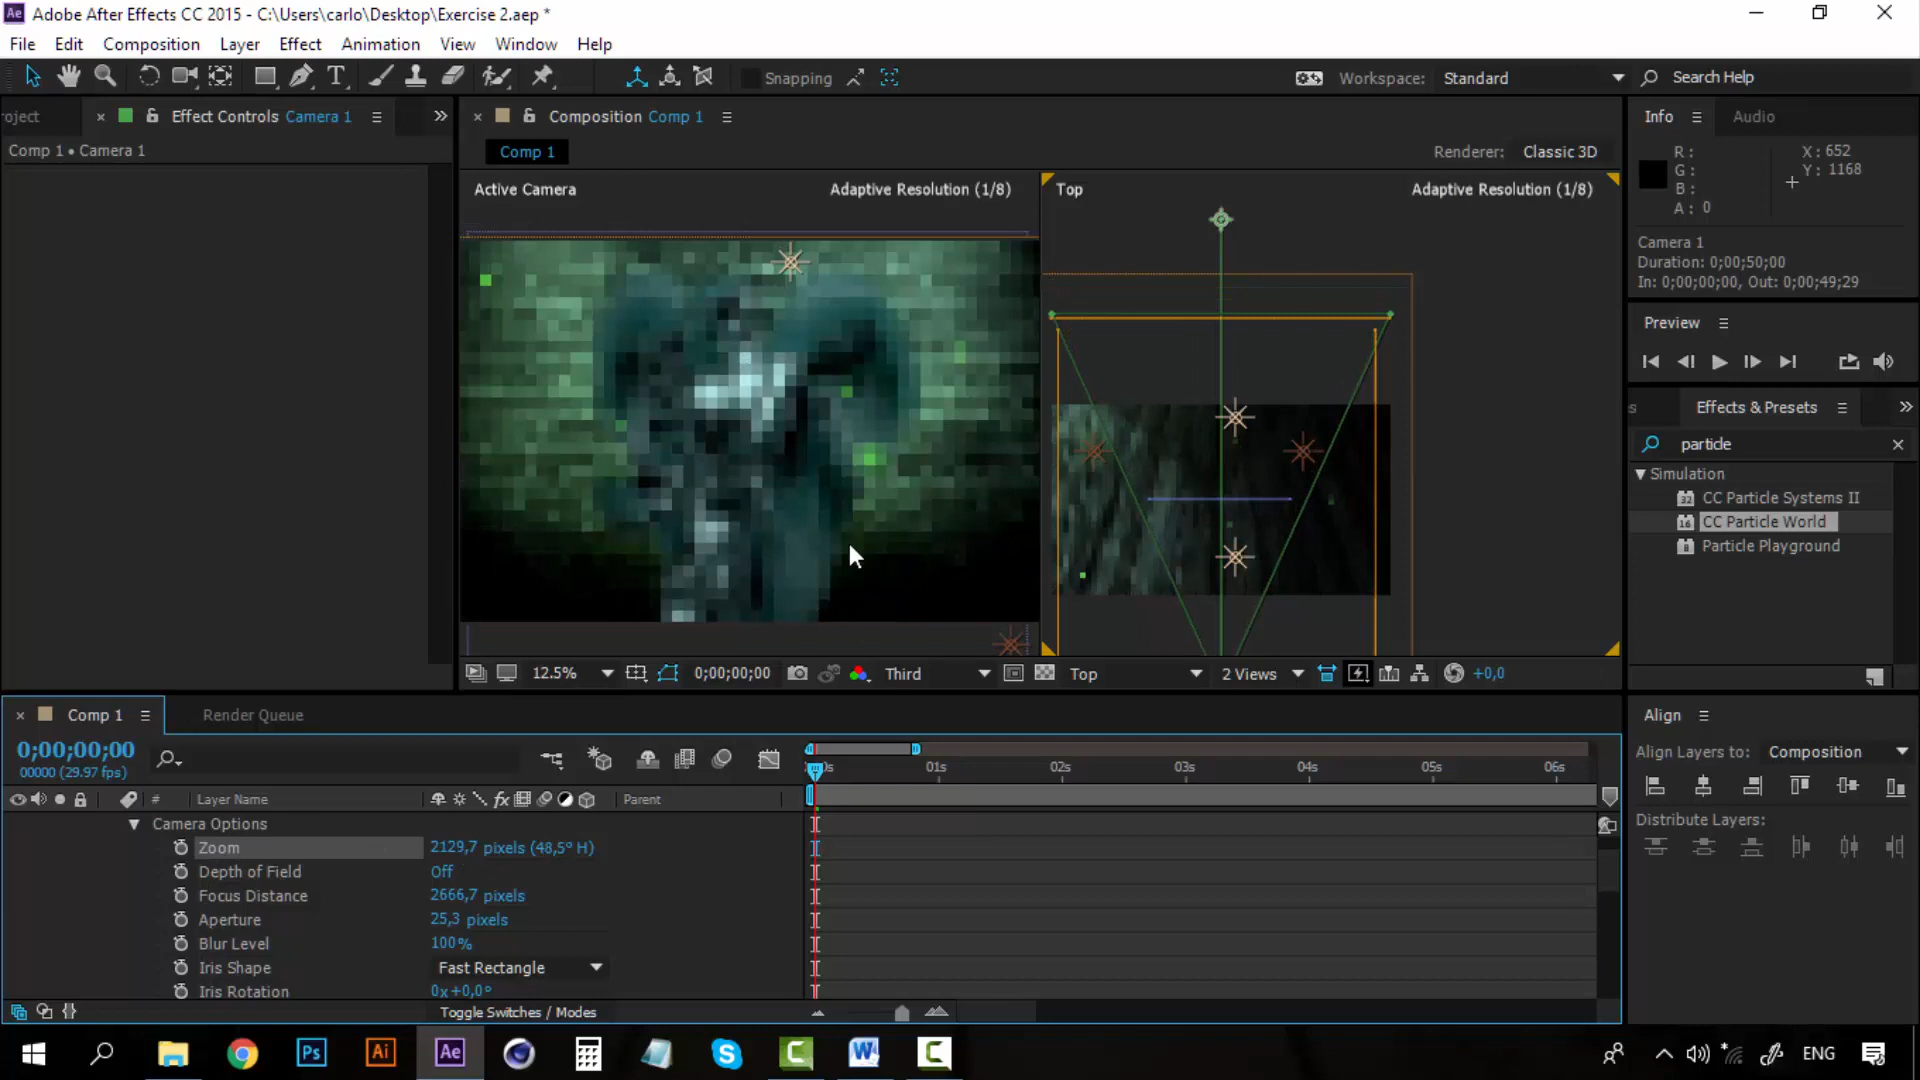 Adobe After Effects CC 2015 - C:\Users\carlo\Desktop\Exercise 2.aep *
File Edit Composition Layer Effect Animation View Window Help
Snapping
Workspace: Standard
Search Help
roject
Effect Controls Camera 1
Comp 1 • Camera 1
Composition Comp 1
Comp 1
Renderer: Classic 3D
Active Camera
Adaptive Resolution (1/8)
Top
Adaptive Resolution (1/8)
12.5%
0;00;00;00
Third
Top
2 Views
+0,0
Info
Audio
R:
G:
B:
A: 0
X: 652
Y: 1168
Camera 1
Duration: 0;00;50;00
In: 0;00;00;00, Out: 0;00;49;29
Preview
s
Effects & Presets
particle
Simulation
32 CC Particle Systems II
16 CC Particle World
8 Particle Playground
Align
Align Layers to: Composition
Distribute Layers:
Comp 1
Render Queue
0;00;00;00
00000 (29.97 fps)
# Layer Name
fx
Parent
0s 01s 02s 03s 04s 05s 06s
Camera Options
Zoom 2129,7 pixels (48,5° H)
Depth of Field Off
Focus Distance 2666,7 pixels
Aperture 25,3 pixels
Blur Level 100%
Iris Shape Fast Rectangle
Iris Rotation 0x+0,0°
Toggle Switches / Modes
Ps
Ai
Ae
ENG